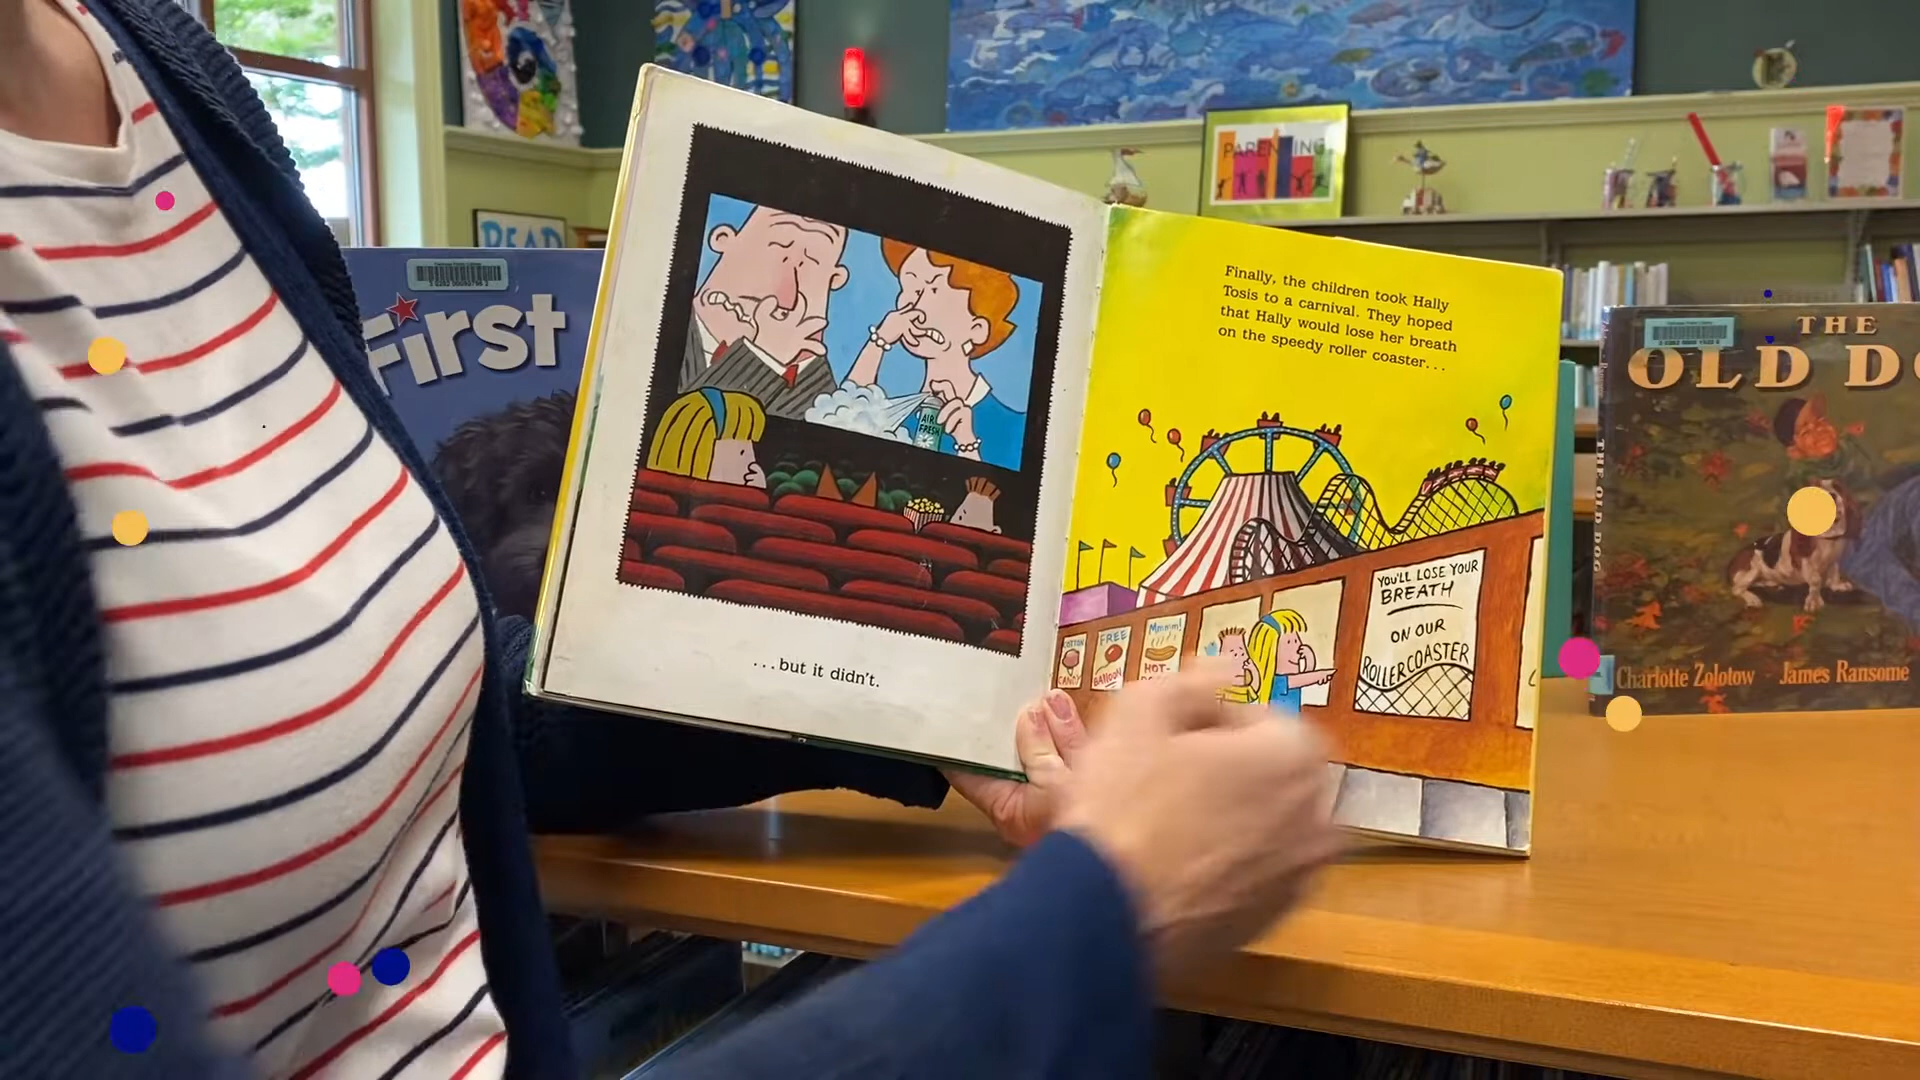 PARENTING
READ
First
AIR
FRESH
...but it didn't.
Finally, the children took Hally
Tosis to a carnival. They hoped
that Hally would lose her breath
on the speedy roller coaster...
YOU'LL LOSE YOUR
BREATH
ON OUR
ROLLERCOASTER
COTTON
CANDY
FREE
BALLOON
Mmmm!
HOT-
THE
OLD DO
THE OLD DOG
Charlotte Zolotow · James Ransome